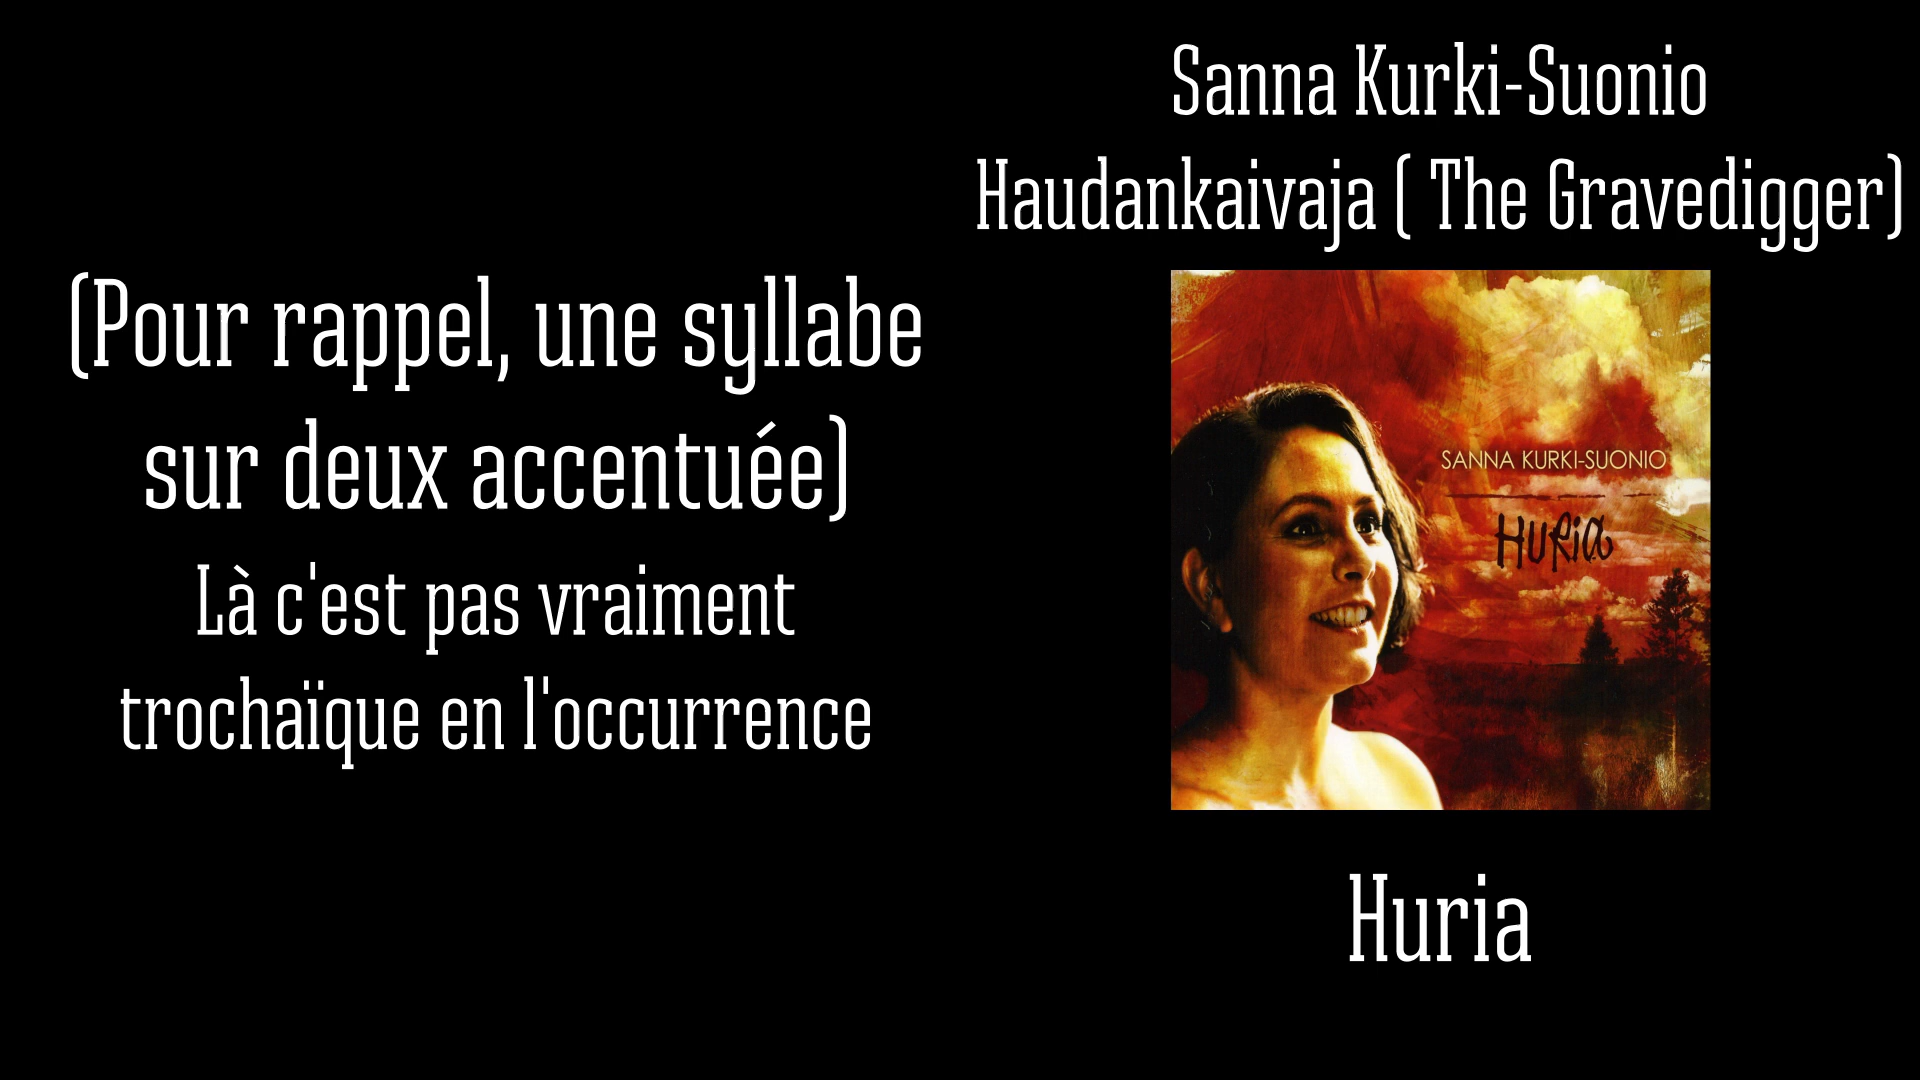 (Pour rappel, une syllabe
sur deux accentuée)
Là c'est pas vraiment
trochaïque en l'occurrence
Sanna Kurki-Suonio
Haudankaivaja ( The Gravedigger)
SANNA KURKI-SUONIO
HURia
Huria